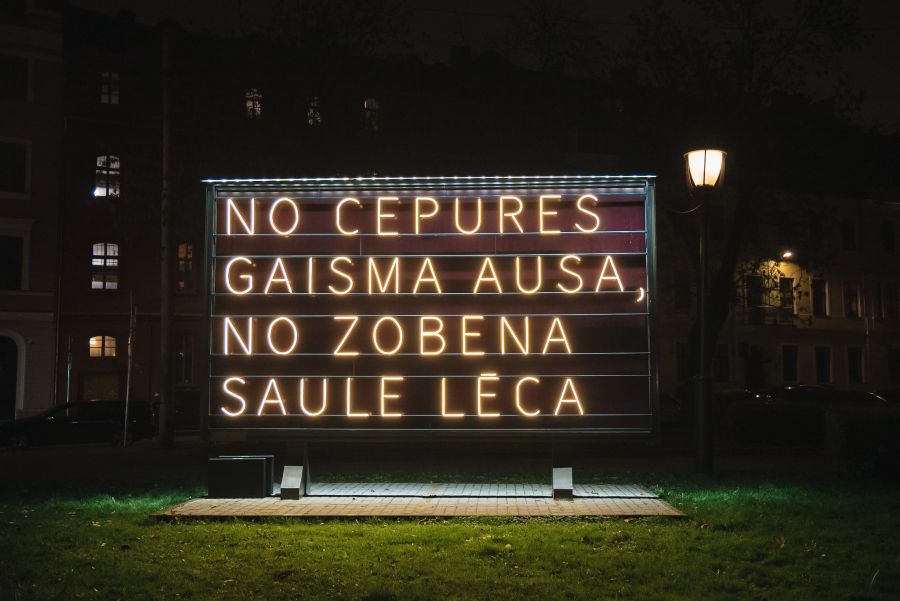 NO CEPURES
GAISMA AUSA,
NO ZOBENA
SAULE LĒCA